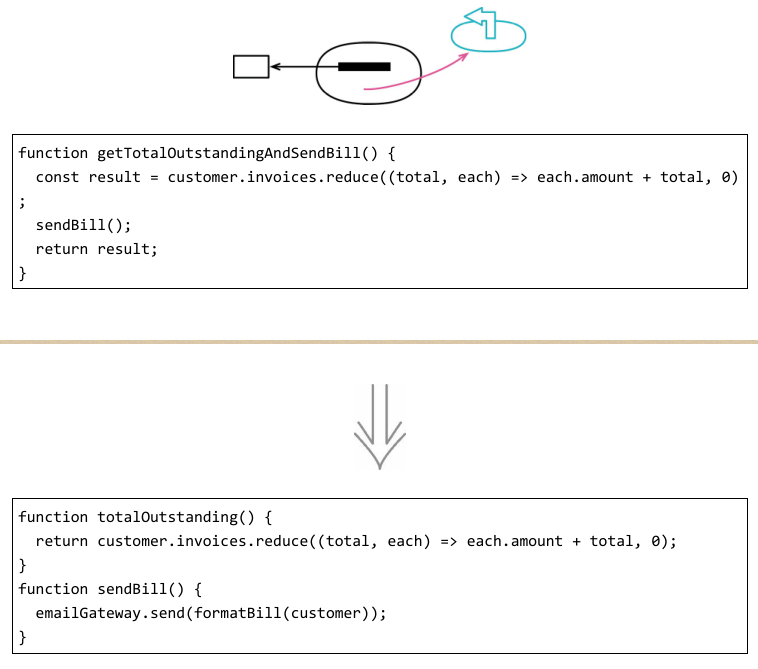 function getTotalOutstandingAndSendBill() {
  const result = customer.invoices.reduce((total, each) => each.amount + total, 0)
;
  sendBill();
  return result;
}
function totalOutstanding() {
  return customer.invoices.reduce((total, each) => each.amount + total, 0);
}
function sendBill() {
  emailGateway.send(formatBill(customer));
}